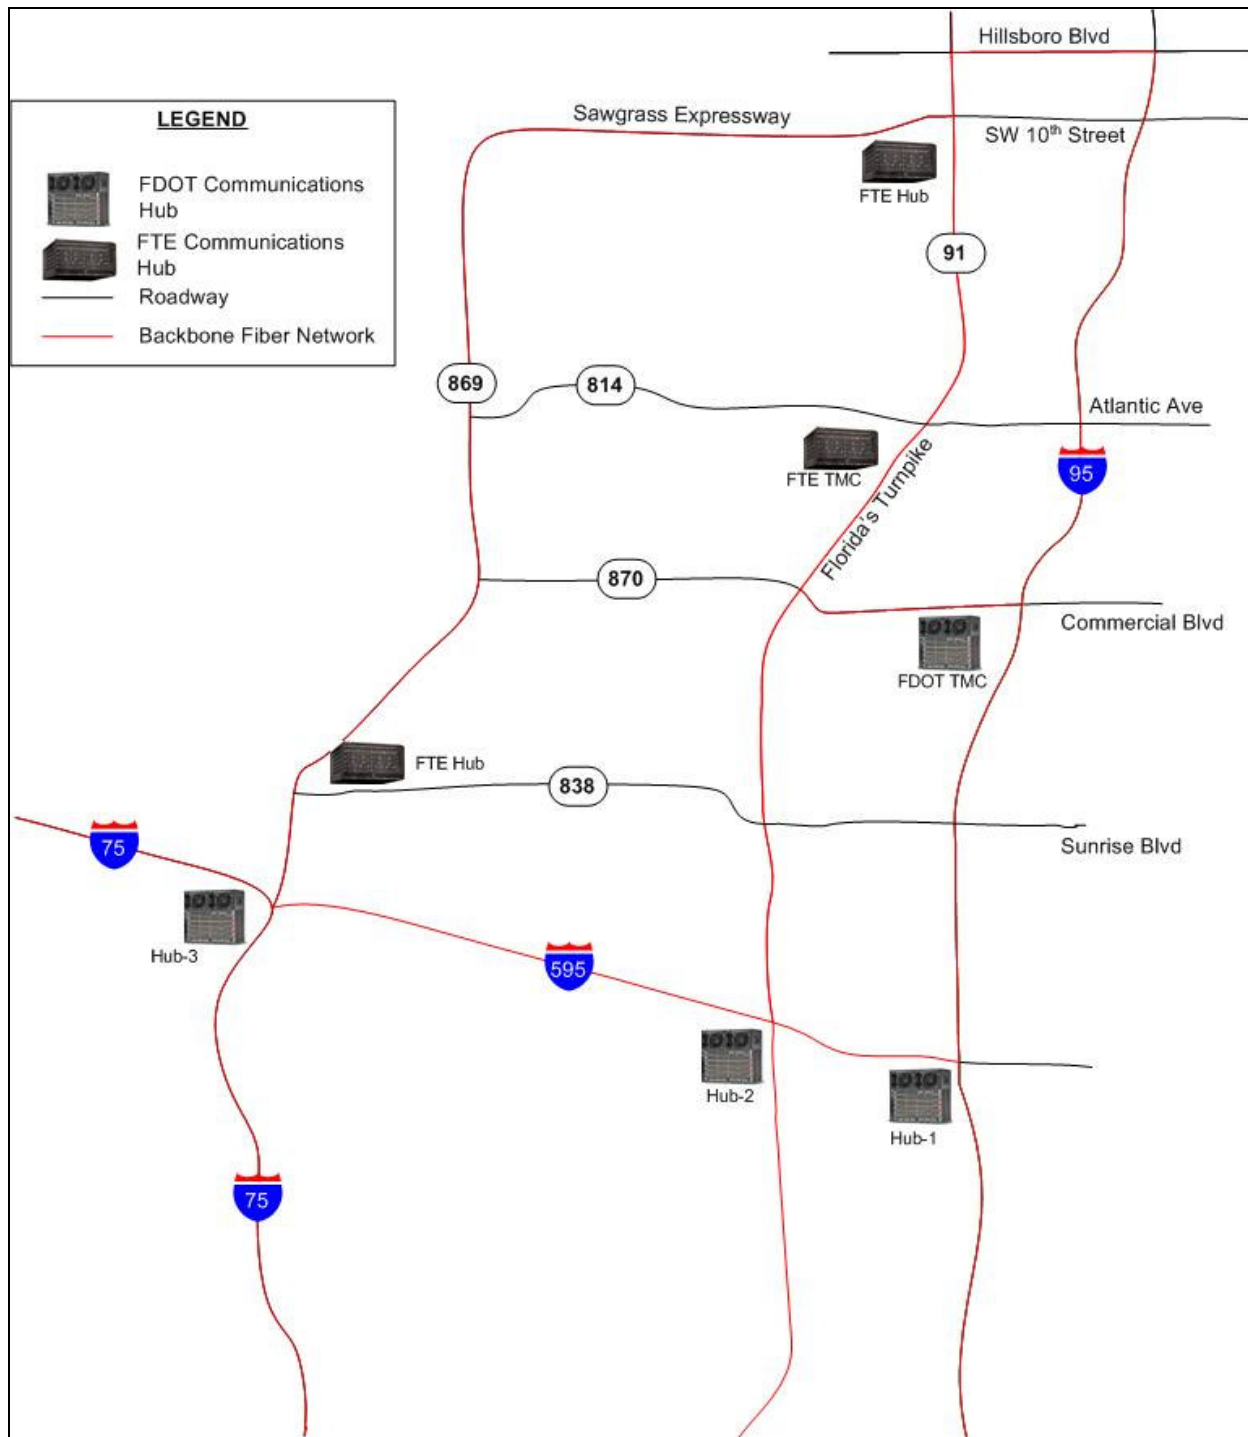 Hillsboro Blvd
LEGEND
FDOT Communications
Hub
FTE Communications
Hub
Roadway
Backbone Fiber Network
Sawgrass Expressway
SW 10th Street
FTE Hub
91
869
814
Atlantic Ave
FTE TMC
95
Florida's Turnpike
870
Commercial Blvd
FDOT TMC
FTE Hub
838
75
Sunrise Blvd
Hub-3
595
Hub-2
Hub-1
75